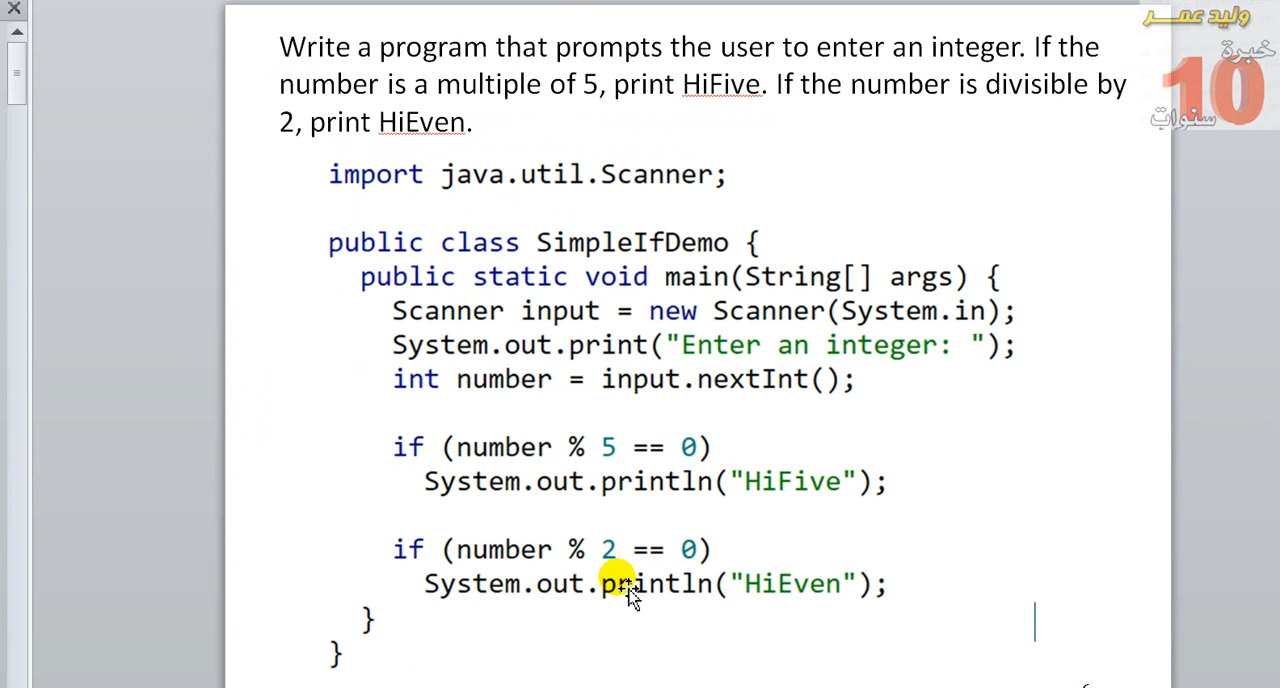 وليد عمر
خبرة
10
سنوات
Write a program that prompts the user to enter an integer. If the
number is a multiple of 5, print HiFive. If the number is divisible by
2, print HiEven.
import java.util.Scanner;
public class SimpleIfDemo {
public static void main(String[] args) {
Scanner input = new Scanner(System.in);
System.out.print("Enter an integer: ");
int number = input.nextInt();
if (number % 5 == 0)
System.out.println("HiFive");
if (number % 2 == 0)
System.out.println("HiEven");
}
}